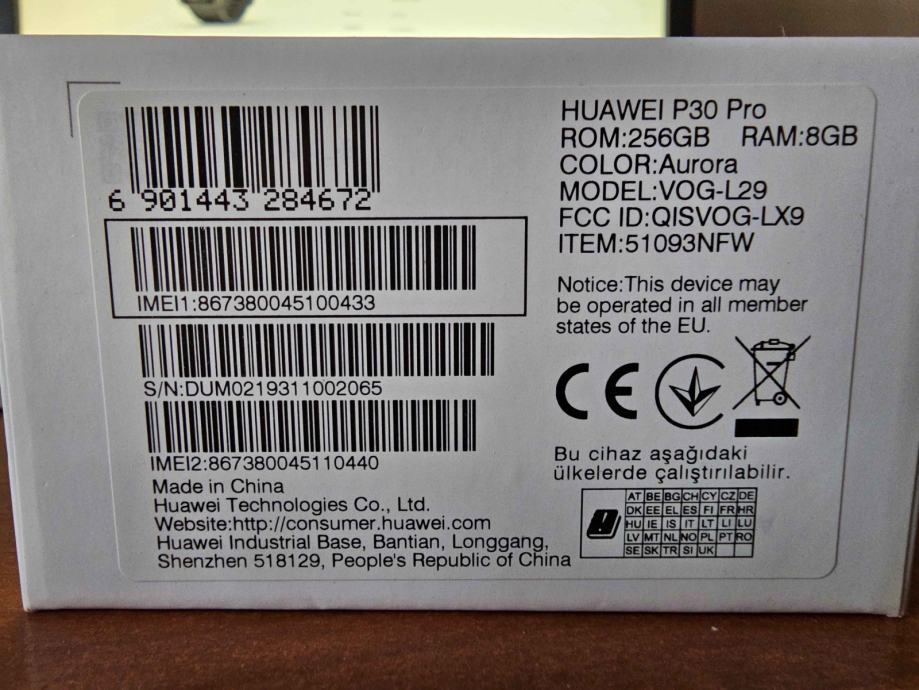 6 901443 284672
IMEI1:867380045100433
S/N:DUM0219311002065
IMEI2:867380045110440
Made in China
Huawei Technologies Co., Ltd.
Website:http://consumer.huawei.com
Huawei Industrial Base, Bantian, Longgang,
Shenzhen 518129, People's Republic of China
HUAWEI P30 Pro
ROM:256GB RAM:8GB
COLOR:Aurora
MODEL:VOG-L29
FCC ID:QISVOG-LX9
ITEM:51093NFW
Notice:This device may
be operated in all member
states of the EU.
CE
Bu cihaz aşağıdaki
ülkelerde çalıştırılabilir.
AT BE BG CH CY CZ DE
DK EE EL ES FI FR HR
HU IE IS IT LT LI LU
LV MT NL NO PL PT RO
SE SK TR SI UK